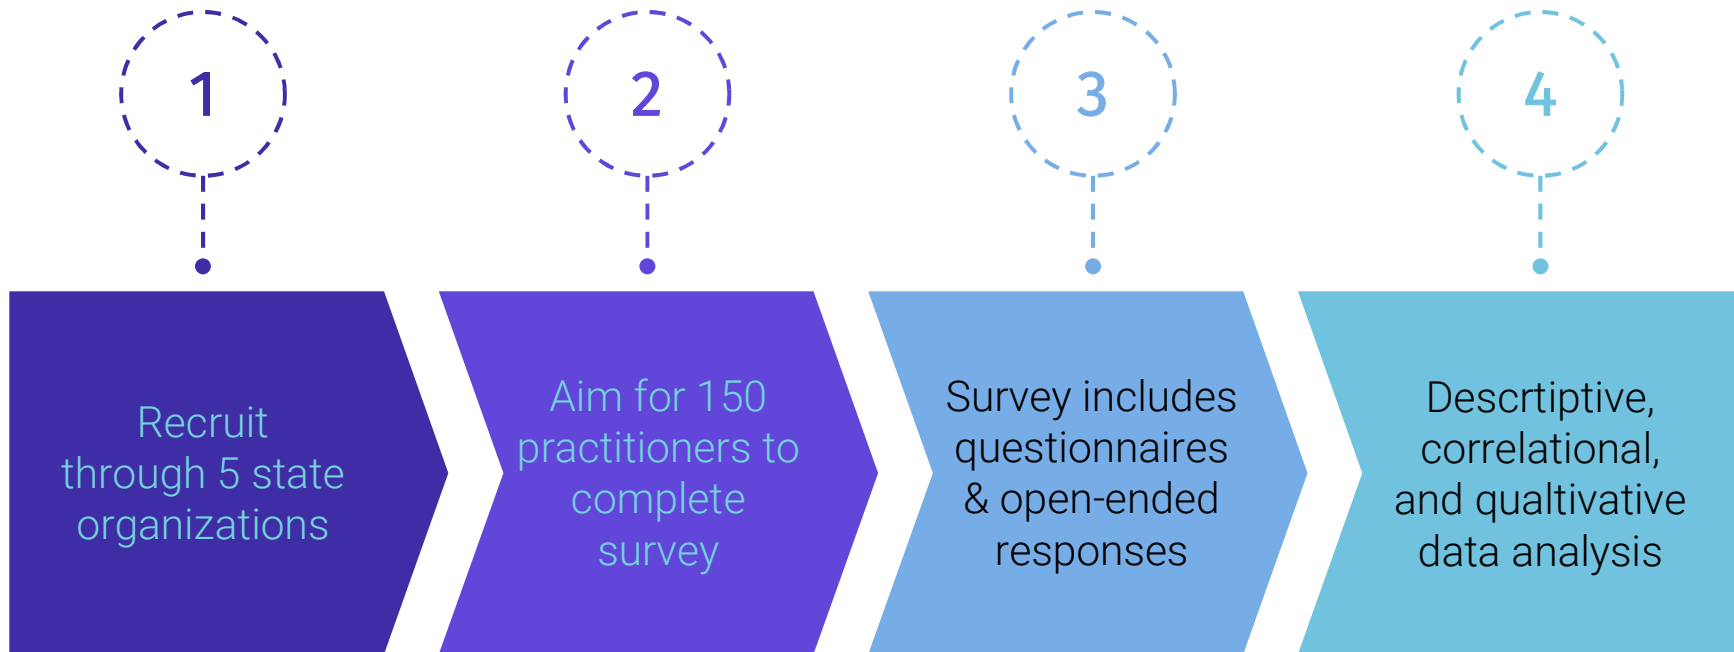 1
2
3
4
Recruit
through 5 state
organizations
Aim for 150
practitioners to
complete
survey
Survey includes
questionnaires
& open-ended
responses
Descrtiptive,
correlational,
and qualtivative
data analysis